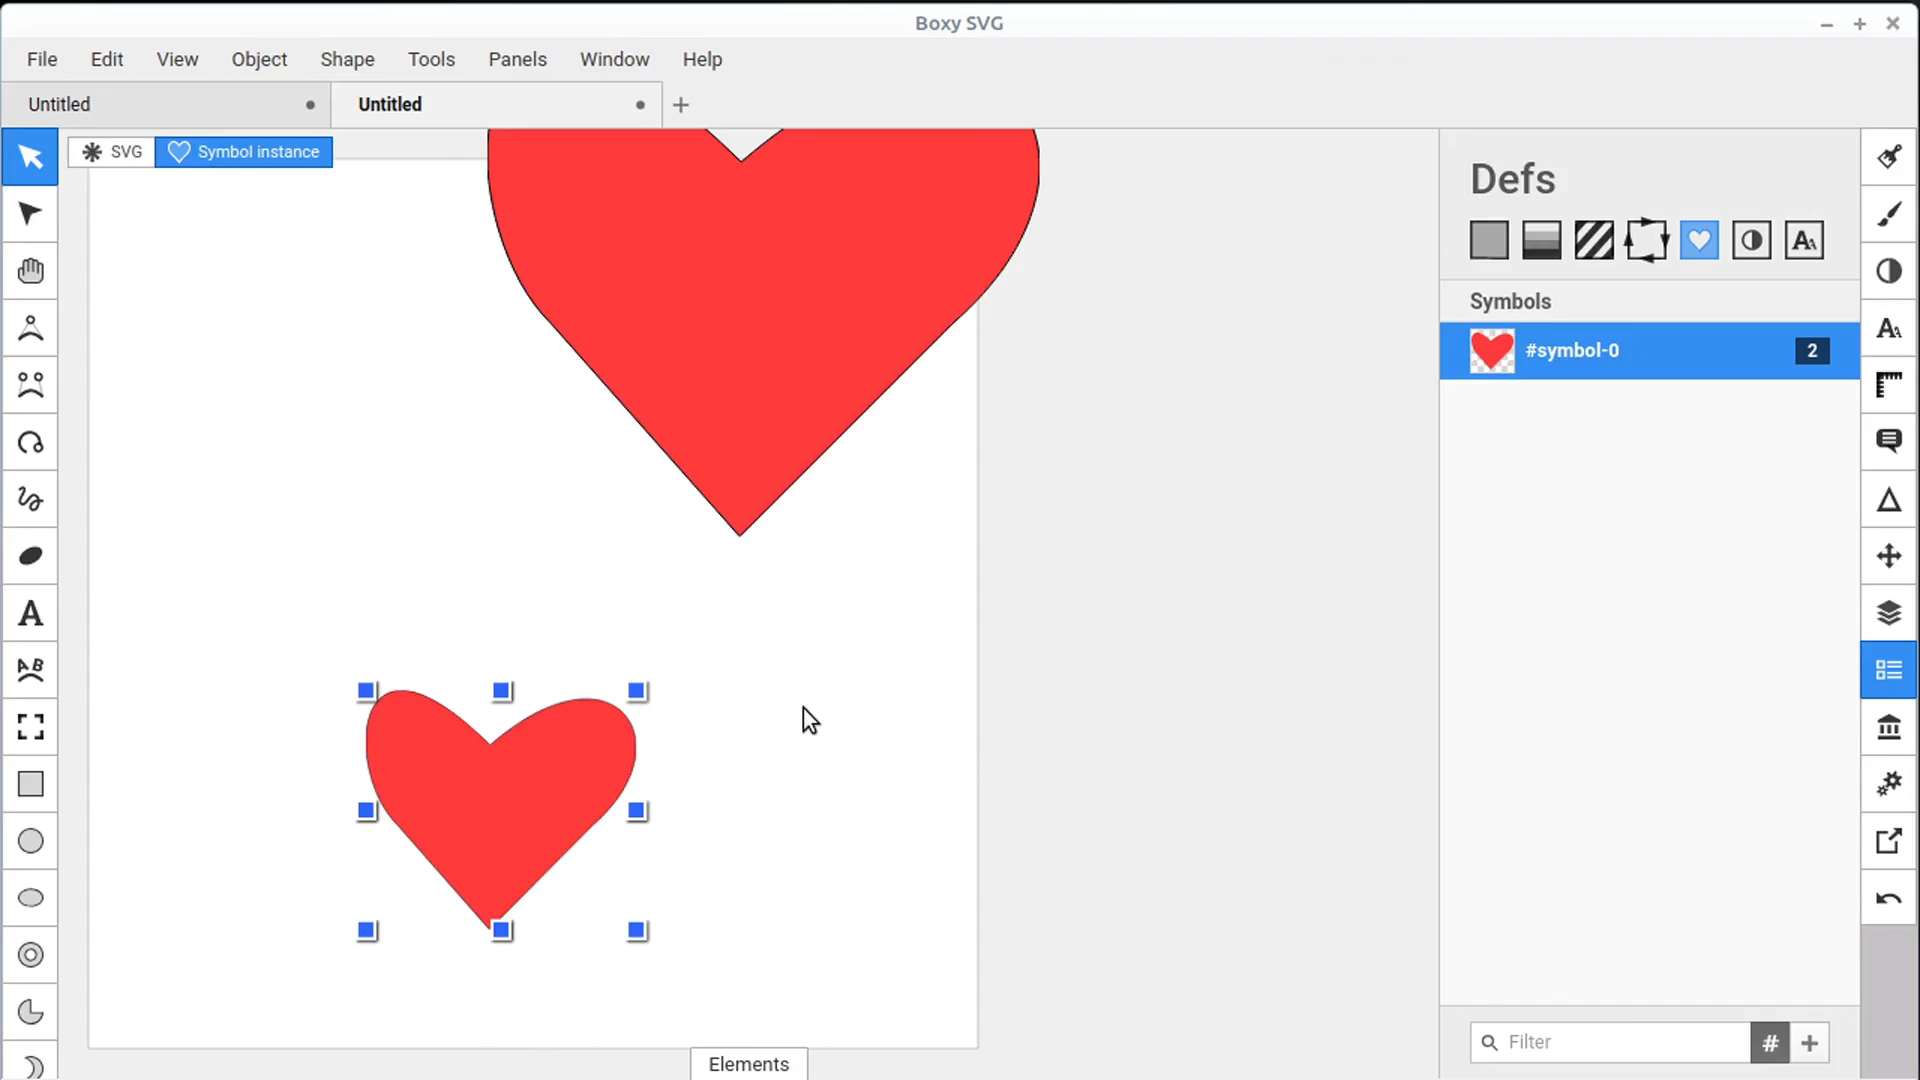 Boxy SVG
File Edit View Object Shape Tools Panels Window Help
Untitled Untitled
SVG Symbol instance
Defs
Symbols
#symbol-0 2
Filter #
Elements